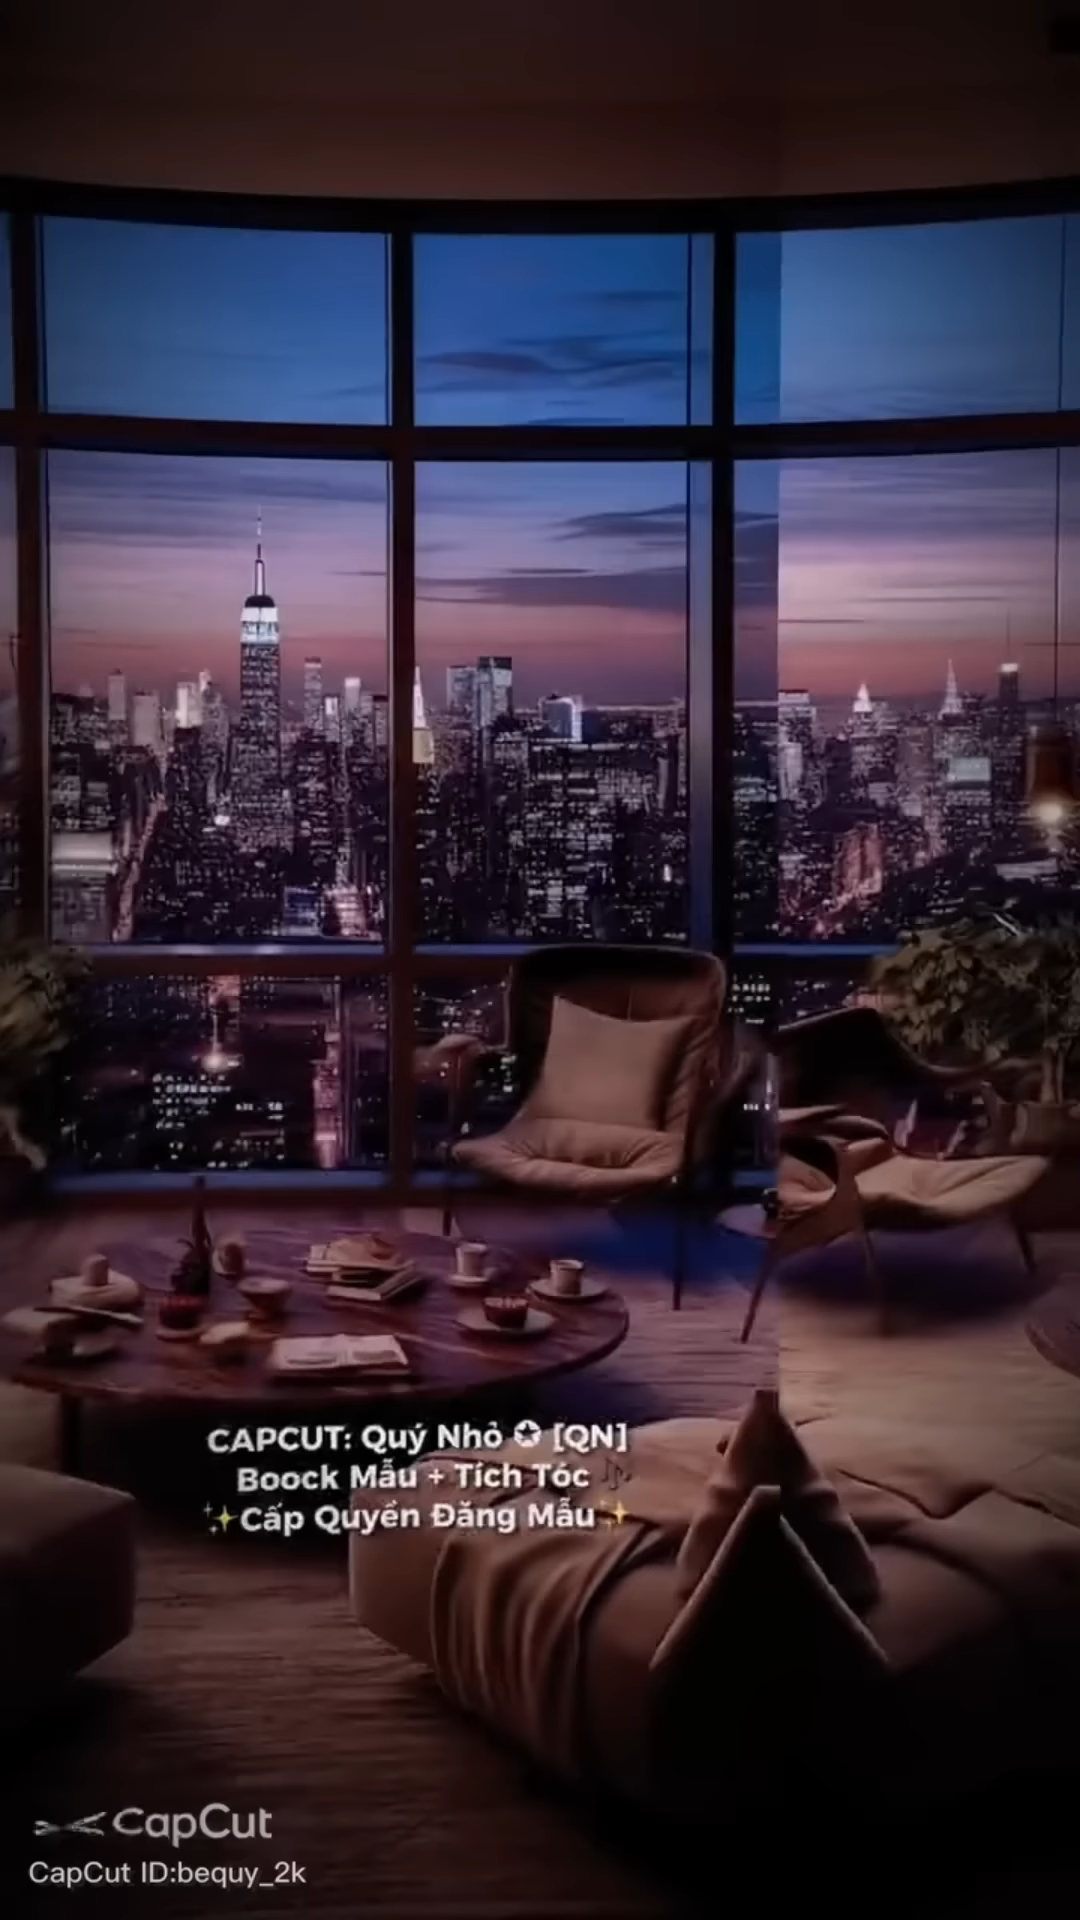 CAPCUT: Quý Nhỏ ✪ [QN]
Boock Mẫu + Tích Tóc 🎶
✨Cấp Quyền Đăng Mẫu✨
CapCut
CapCut ID:bequy_2k